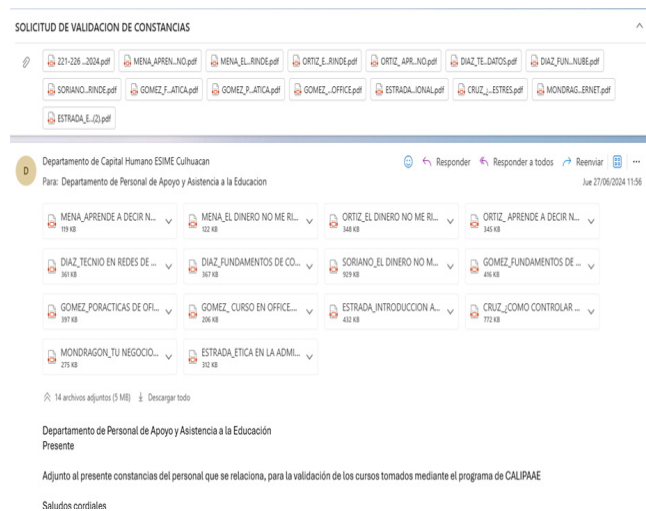 SOLICITUD DE VALIDACION DE CONSTANCIAS
221-226 ...2024.pdf MENA_APREN...NO.pdf MENA_EL...RINDE.pdf ORTIZ_E...RINDE.pdf ORTIZ_ APR...NO.pdf DIAZ_TE...DATOS.pdf DIAZ_FUN...NUBE.pdf
SORIANO...RINDE.pdf GOMEZ_F...ATICA.pdf GOMEZ_P...ATICA.pdf GOMEZ_...OFFICE.pdf ESTRADA...IONAL.pdf CRUZ_¿...ESTRES.pdf MONDRAG...ERNET.pdf
ESTRADA_E...(2).pdf
D
Departamento de Capital Humano ESIME Culhuacan
Responder Responder a todos Reenviar
Para: Departamento de Personal de Apoyo y Asistencia a la Educacion
Jue 27/06/2024 11:56
MENA_APRENDE A DECIR N... MENA_EL DINERO NO ME RI... ORTIZ_EL DINERO NO ME RI... ORTIZ_ APRENDE A DECIR N...
119 KB 122 KB 348 KB 345 KB
DIAZ_TECNIO EN REDES DE ... DIAZ_FUNDAMENTOS DE CO... SORIANO_EL DINERO NO M... GOMEZ_FUNDAMENTOS DE ...
361 KB 367 KB 929 KB 416 KB
GOMEZ_PORACTICAS DE OFI... GOMEZ_ CURSO EN OFFICE.... ESTRADA_INTRODUCCION A... CRUZ_¿COMO CONTROLAR ...
397 KB 206 KB 432 KB 772 KB
MONDRAGON_TU NEGOCIO... ESTRADA_ETICA EN LA ADMI...
275 KB 312 KB
14 archivos adjuntos (5 MB) Descargar todo
Departamento de Personal de Apoyo y Asistencia a la Educación
Presente
Adjunto al presente constancias del personal que se relaciona, para la validación de los cursos tomados mediante el programa de CALIPAAE
Saludos cordiales